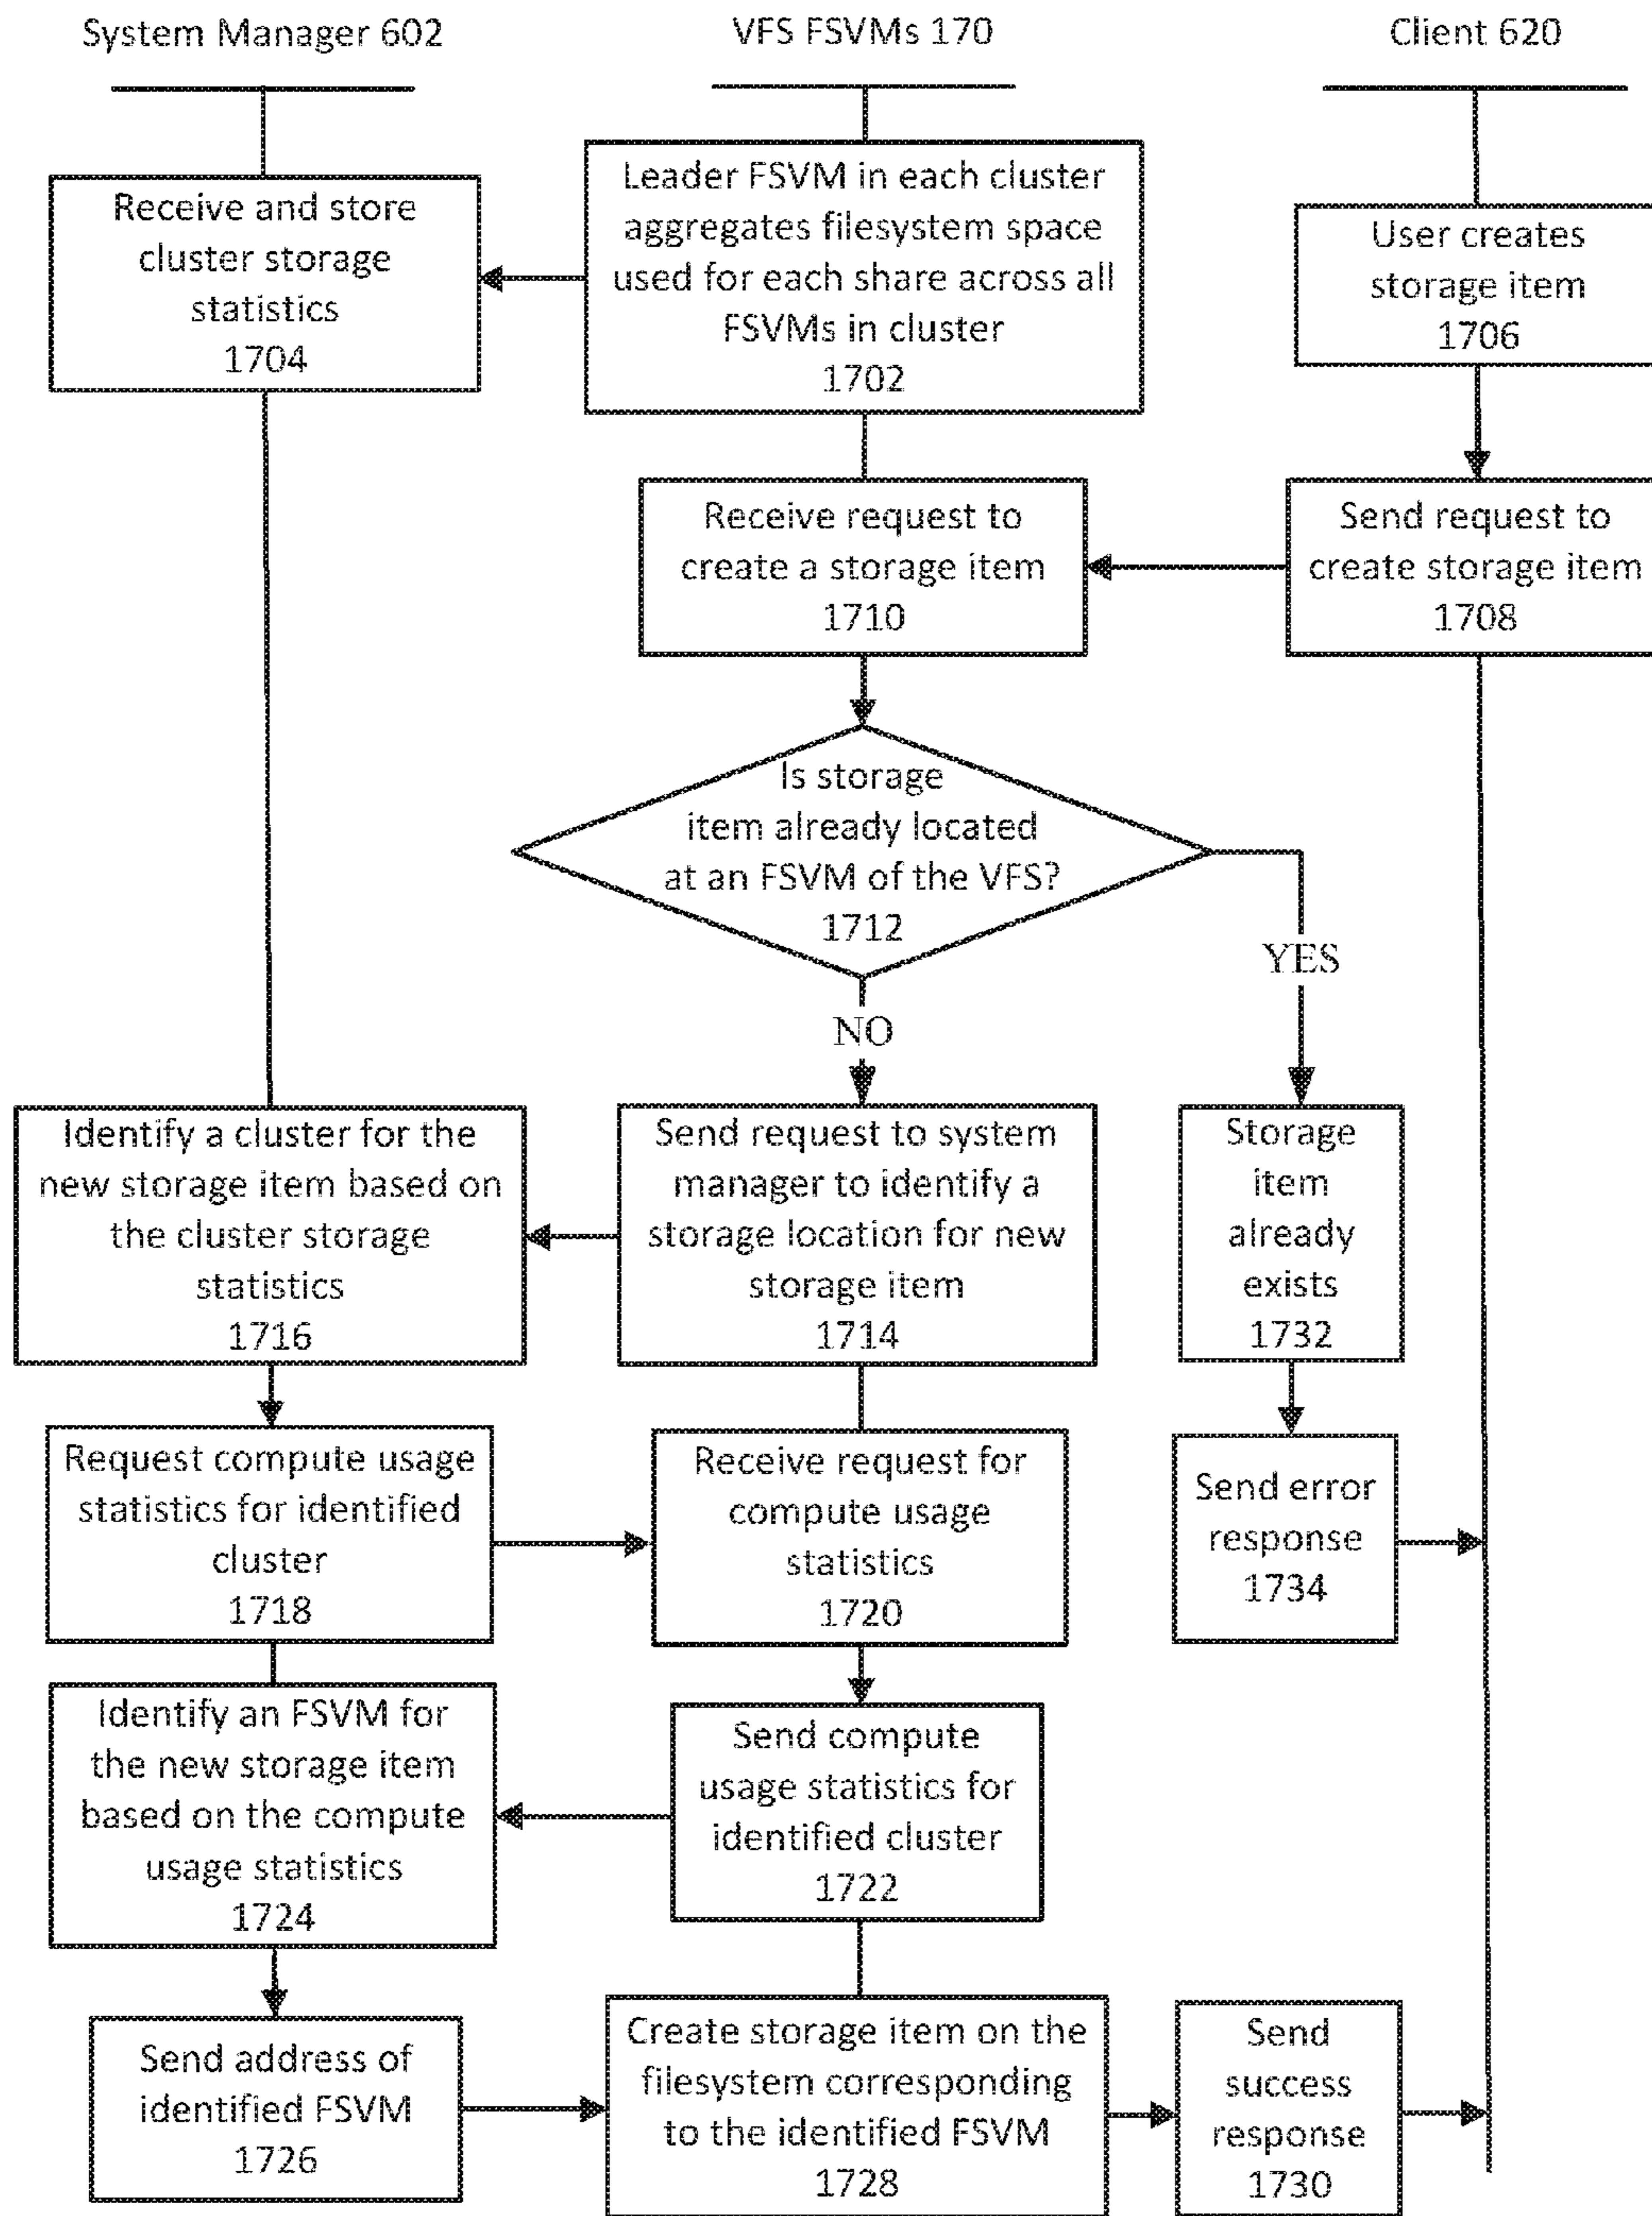 System Manager 602
VFS FSVMs 170
Client 620
Leader FSVM in each cluster
aggregates filesystem space
used for each share across all
FSVMs in cluster
1702
Receive and store
cluster storage
statistics
1704
User creates
storage item
1706
Send request to
create storage item
1708
Receive request to
create a storage item
1710
Is storage
item already located
at an FSVM of the VFS?
1712
YES
NO
Send request to system
manager to identify a
storage location for new
storage item
1714
Identify a cluster for the
new storage item based on
the cluster storage
statistics
1716
Storage
item
already
exists
1732
Request compute usage
statistics for identified
cluster
1718
Receive request for
compute usage
statistics
1720
Send error
response
1734
Send compute
usage statistics for
identified cluster
1722
Identify an FSVM for
the new storage item
based on the compute
usage statistics
1724
Send address of
identified FSVM
1726
Create storage item on the
filesystem corresponding
to the identified FSVM
1728
Send
success
response
1730